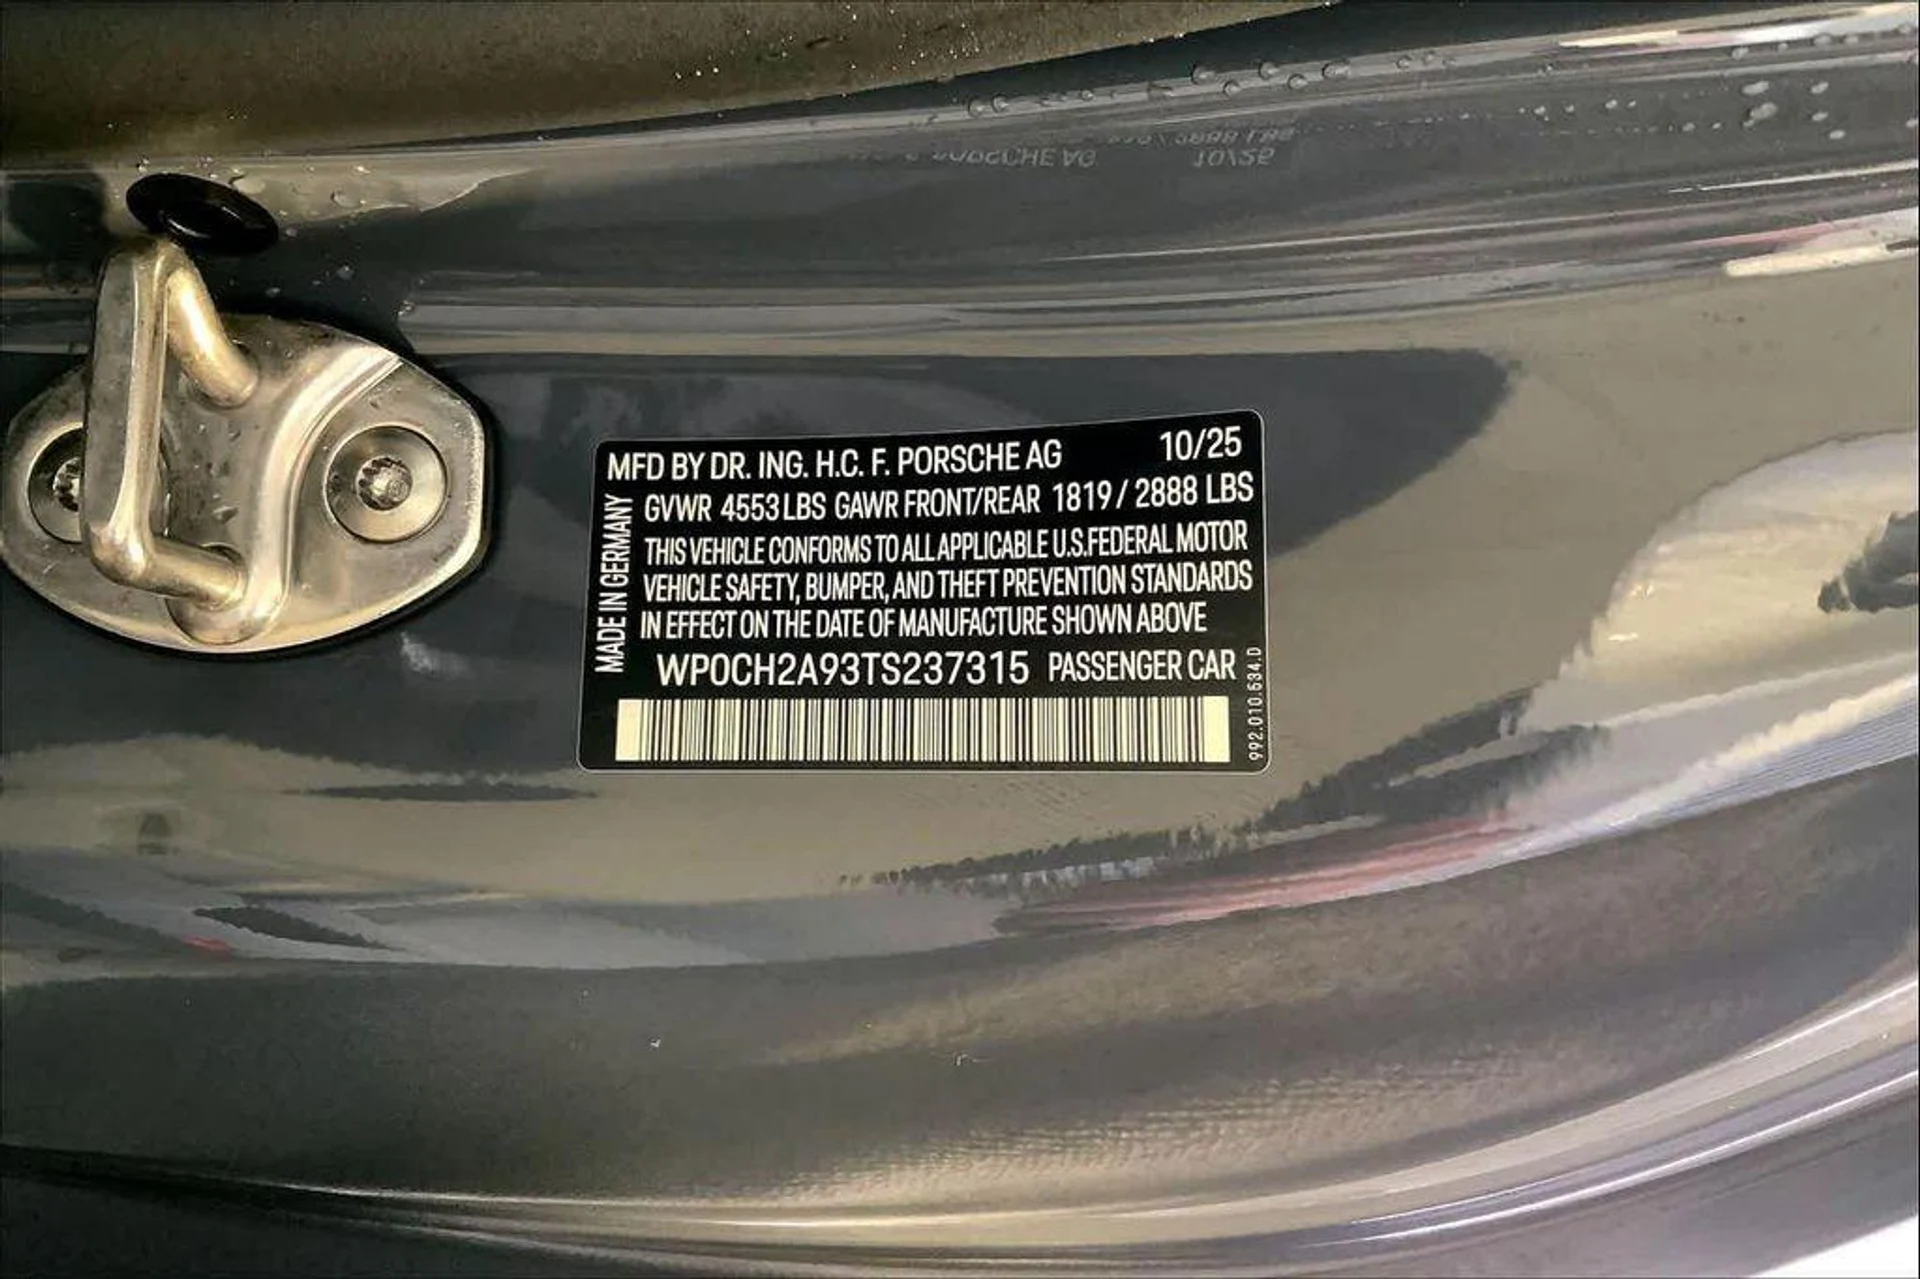 MFD BY DR. ING. H.C. F. PORSCHE AG 10/25
GVWR 4553 LBS GAWR FRONT/REAR 1819 / 2888 LBS
THIS VEHICLE CONFORMS TO ALL APPLICABLE U.S.FEDERAL MOTOR
VEHICLE SAFETY, BUMPER, AND THEFT PREVENTION STANDARDS
IN EFFECT ON THE DATE OF MANUFACTURE SHOWN ABOVE
WP0CH2A93TS237315 PASSENGER CAR
MADE IN GERMANY
992.010.634.D